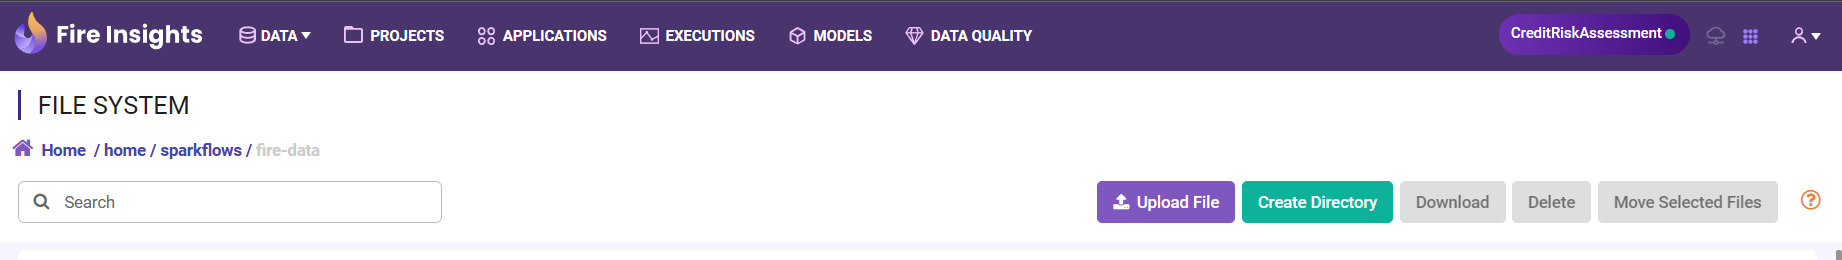 Fire Insights DATA PROJECTS APPLICATIONS EXECUTIONS MODELS DATA QUALITY CreditRiskAssessment
FILE SYSTEM
Home / home / sparkflows / fire-data
Search Upload File Create Directory Download Delete Move Selected Files ?